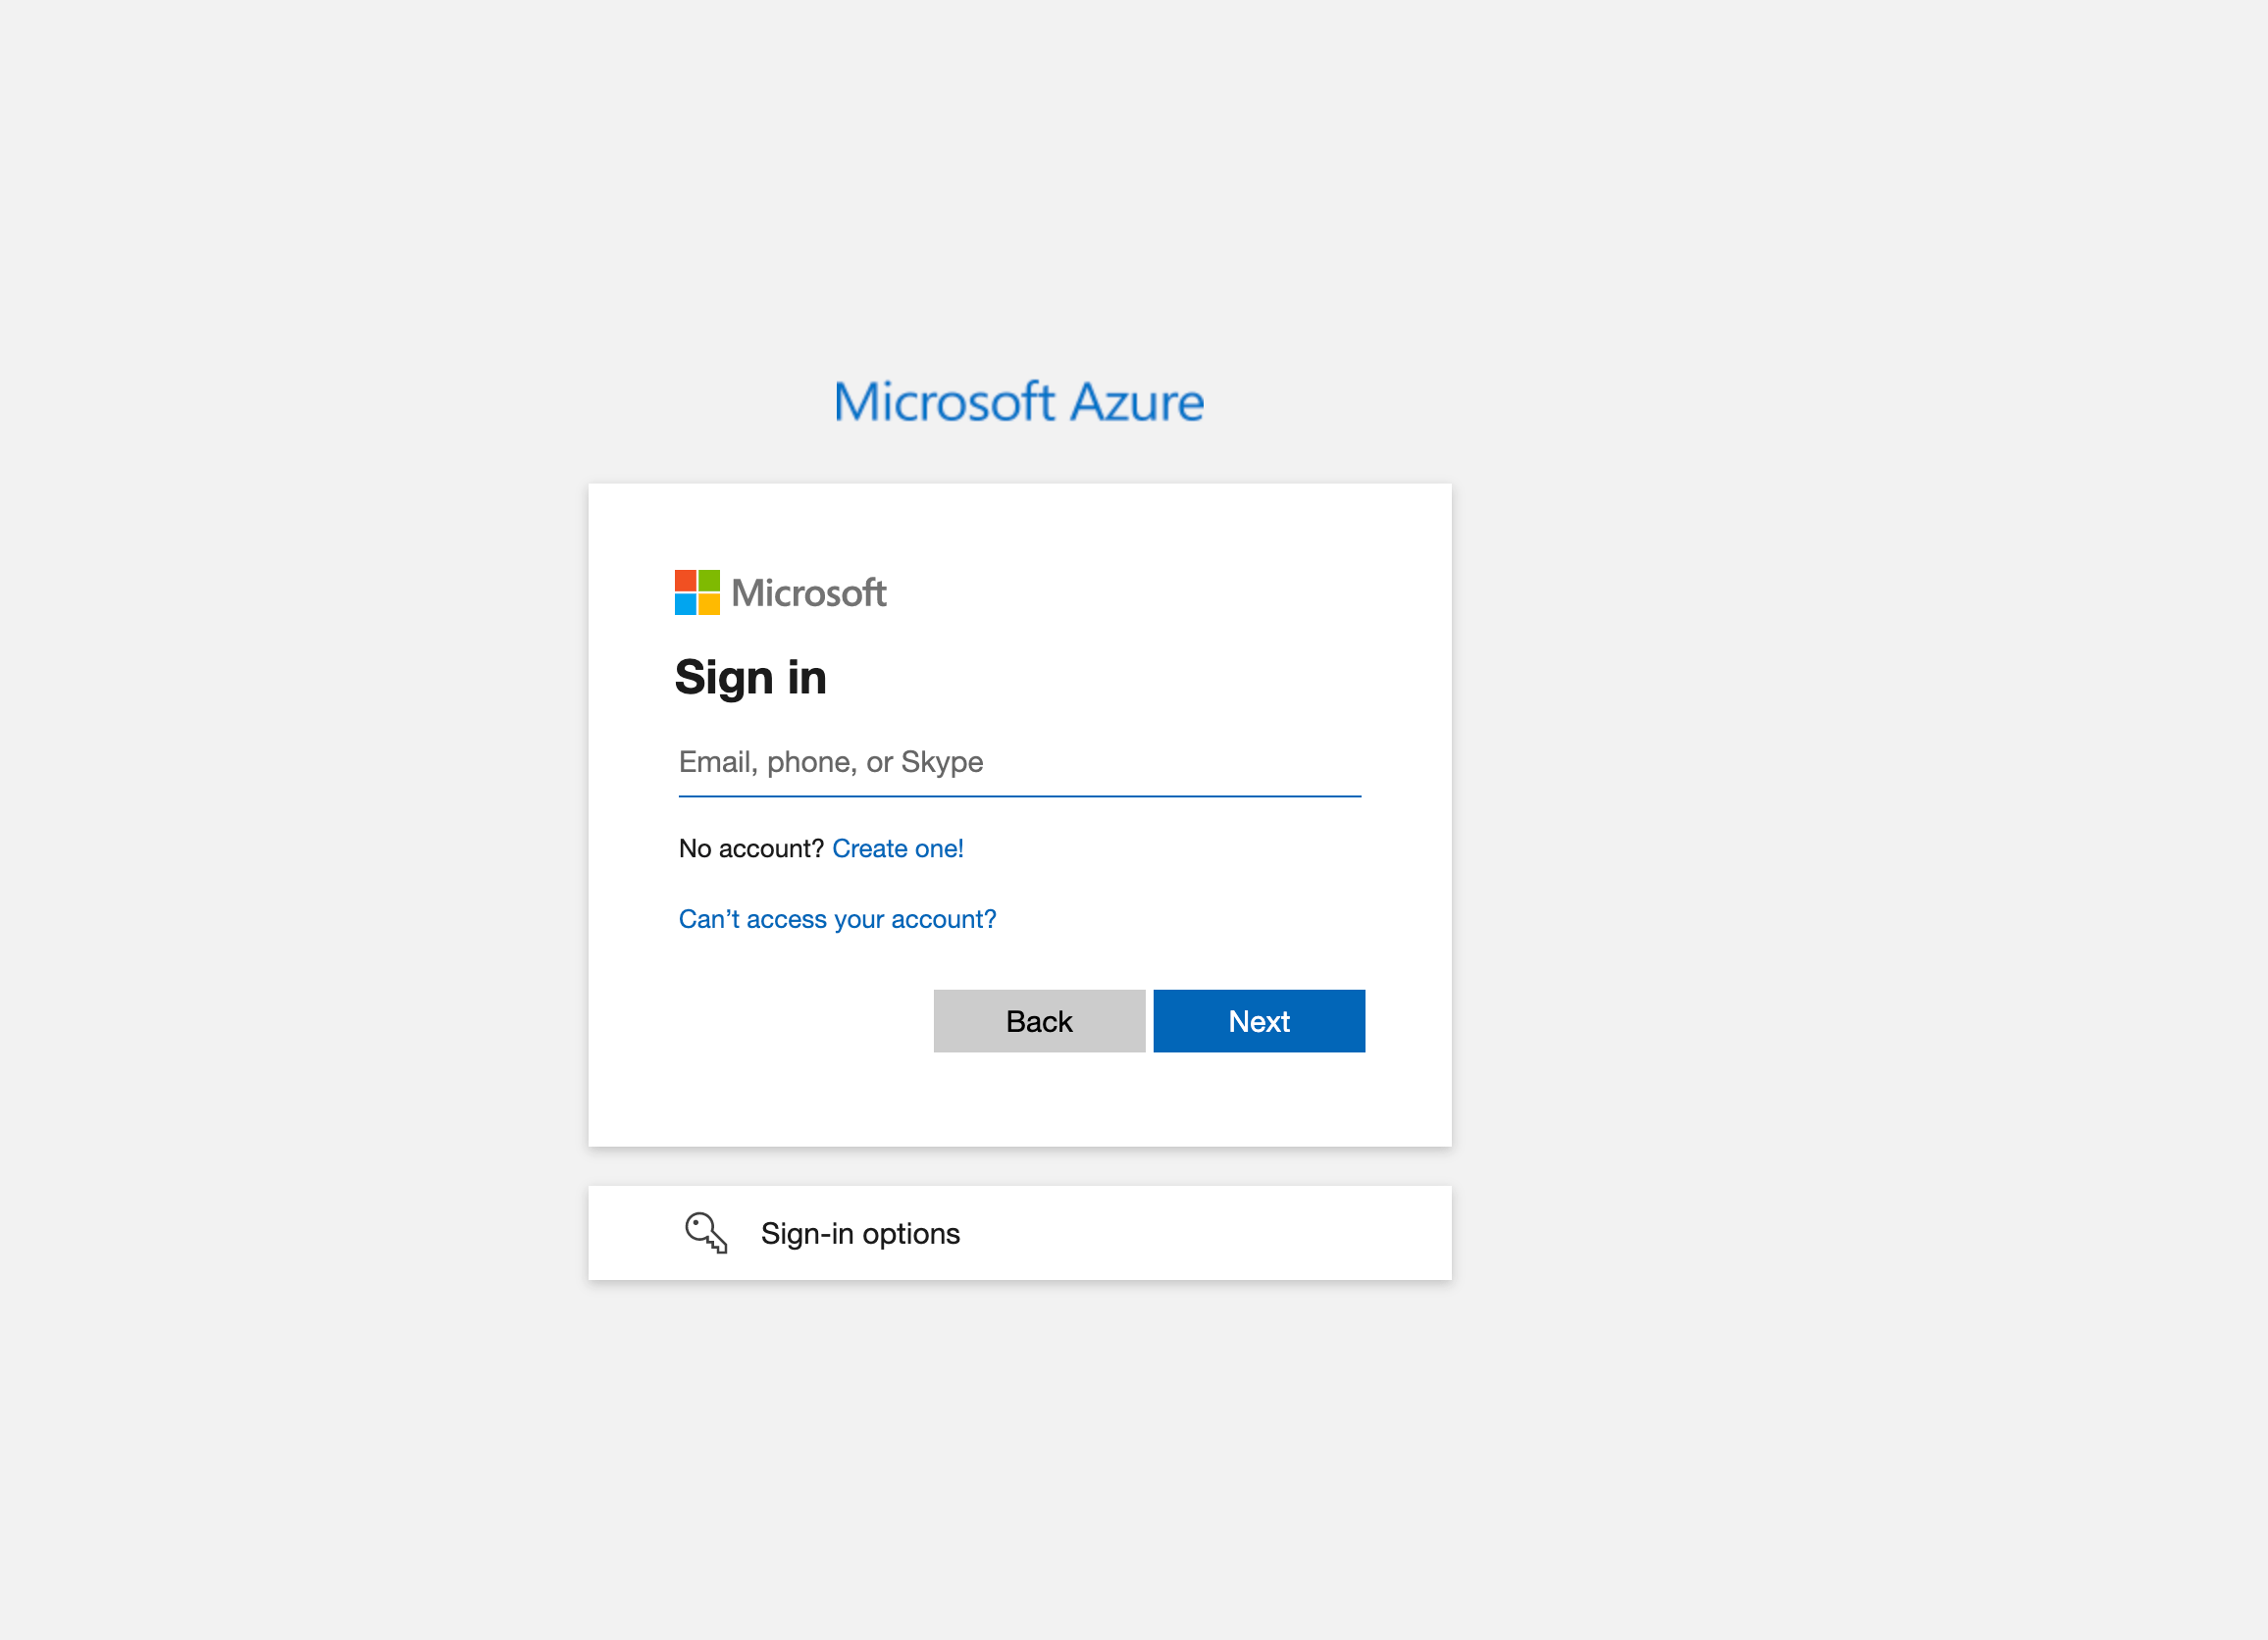 Microsoft Azure
Microsoft
Sign in
Email, phone, or Skype
No account? Create one!
Can’t access your account?
Back
Next
Sign-in options